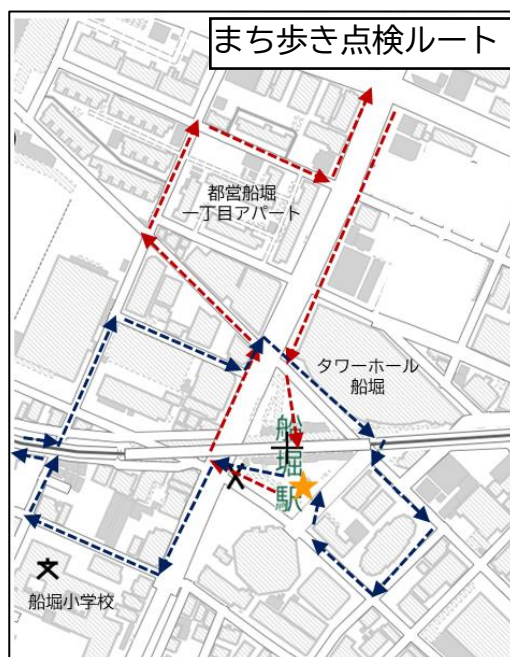 まち歩き点検ルート
都営船堀
一丁目アパート
タワーホール
船堀
船堀駅
船堀小学校